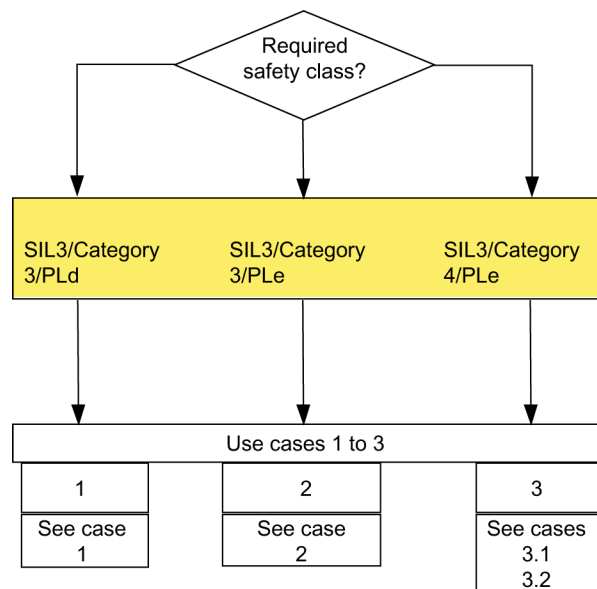 Required
safety class?
SIL3/Category
3/PLd
SIL3/Category
3/PLe
SIL3/Category
4/PLe
Use cases 1 to 3
1
2
3
See case
1
See case
2
See cases
3.1
3.2